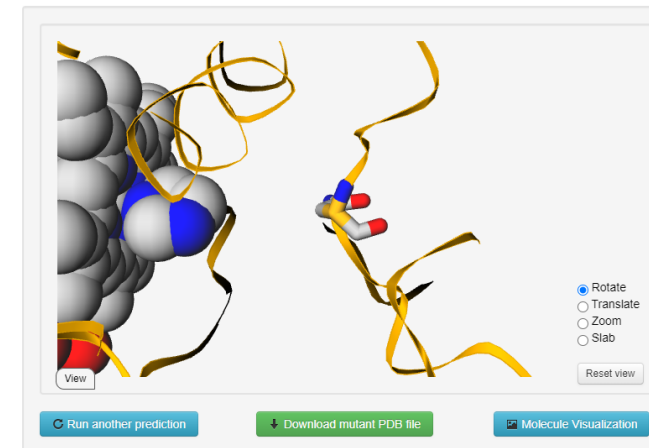 Rotate
Translate
Zoom
Slab
Reset view
View
Run another prediction
Download mutant PDB file
Molecule Visualization